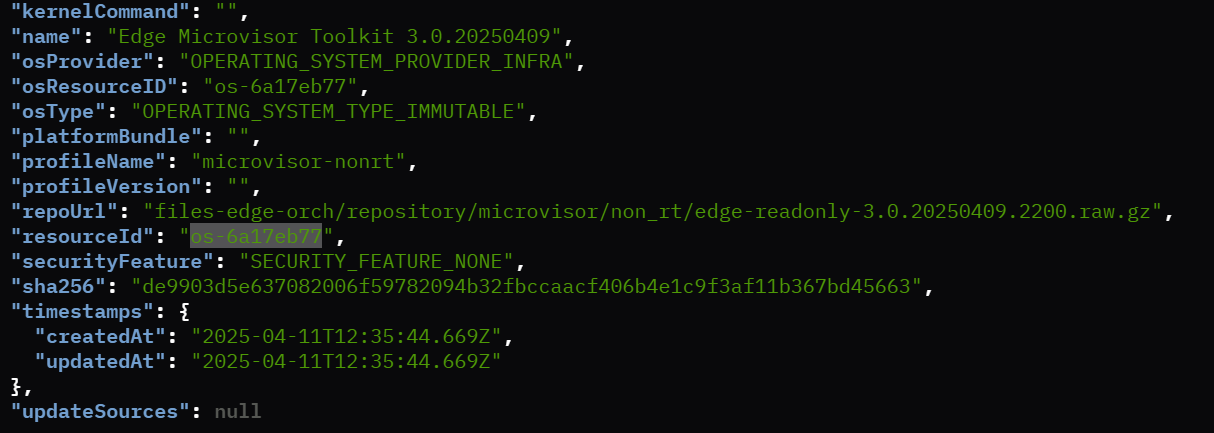 "kernelCommand": "",
"name": "Edge Microvisor Toolkit 3.0.20250409",
"osProvider": "OPERATING_SYSTEM_PROVIDER_INFRA",
"osResourceID": "os-6a17eb77",
"osType": "OPERATING_SYSTEM_TYPE_IMMUTABLE",
"platformBundle": "",
"profileName": "microvisor-nonrt",
"profileVersion": "",
"repoUrl": "files-edge-orch/repository/microvisor/non_rt/edge-readonly-3.0.20250409.2200.raw.gz",
"resourceId": "os-6a17eb77",
"securityFeature": "SECURITY_FEATURE_NONE",
"sha256": "de9903d5e637082006f59782094b32fbccaacf406b4e1c9f3af11b367bd45663",
"timestamps": {
  "createdAt": "2025-04-11T12:35:44.669Z",
  "updatedAt": "2025-04-11T12:35:44.669Z"
},
"updateSources": null